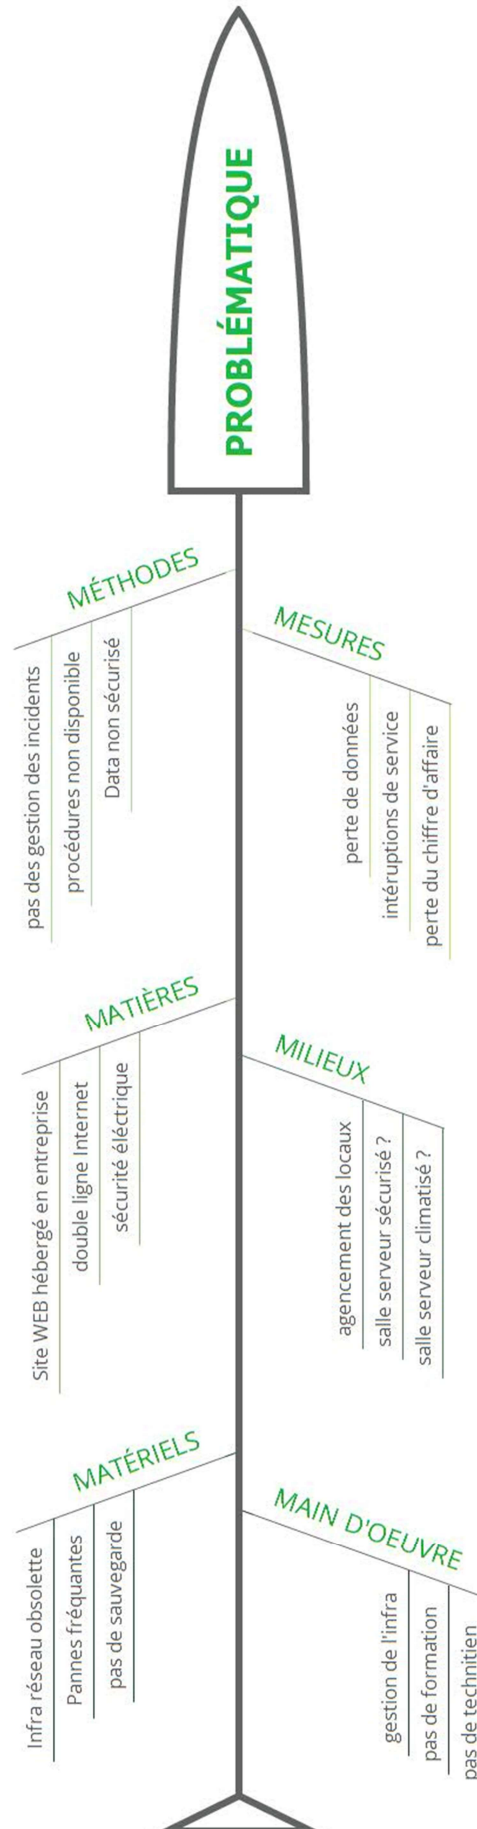 PROBLÉMATIQUE
MÉTHODES
pas des gestion des incidents
procédures non disponible
Data non sécurisé
MESURES
perte de données
intéruptions de service
perte du chiffre d'affaire
MATIÈRES
Site WEB hébergé en entreprise
double ligne Internet
sécurité éléctrique
MILIEUX
agencement des locaux
salle serveur sécurisé ?
salle serveur climatisé ?
MATÉRIELS
Infra réseau obsolette
Pannes fréquantes
pas de sauvegarde
MAIN D'OEUVRE
gestion de l'infra
pas de formation
pas de technitien